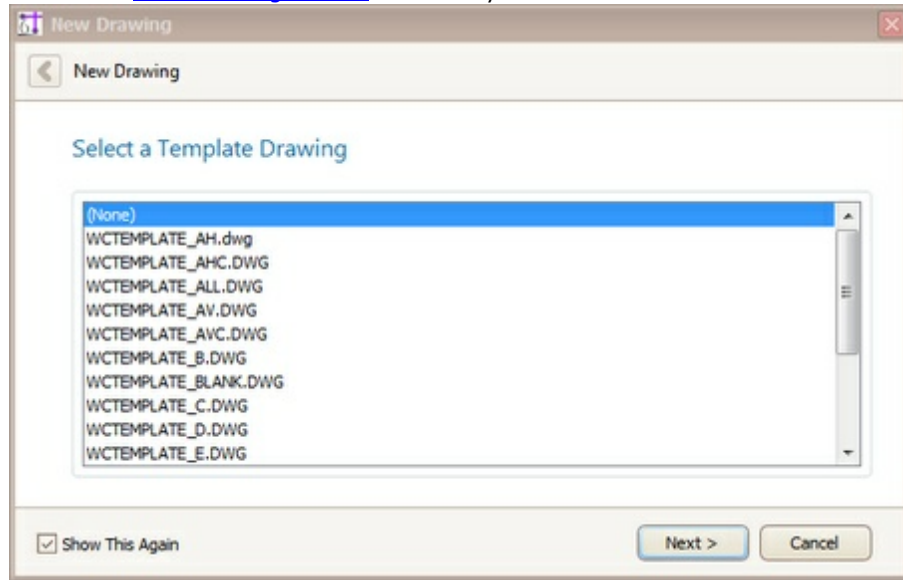 New Drawing
New Drawing
Select a Template Drawing
(None)
WCTEMPLATE_AH.dwg
WCTEMPLATE_AHC.DWG
WCTEMPLATE_ALL.DWG
WCTEMPLATE_AV.DWG
WCTEMPLATE_AVC.DWG
WCTEMPLATE_B.DWG
WCTEMPLATE_BLANK.DWG
WCTEMPLATE_C.DWG
WCTEMPLATE_D.DWG
WCTEMPLATE_E.DWG
Show This Again
Next >
Cancel